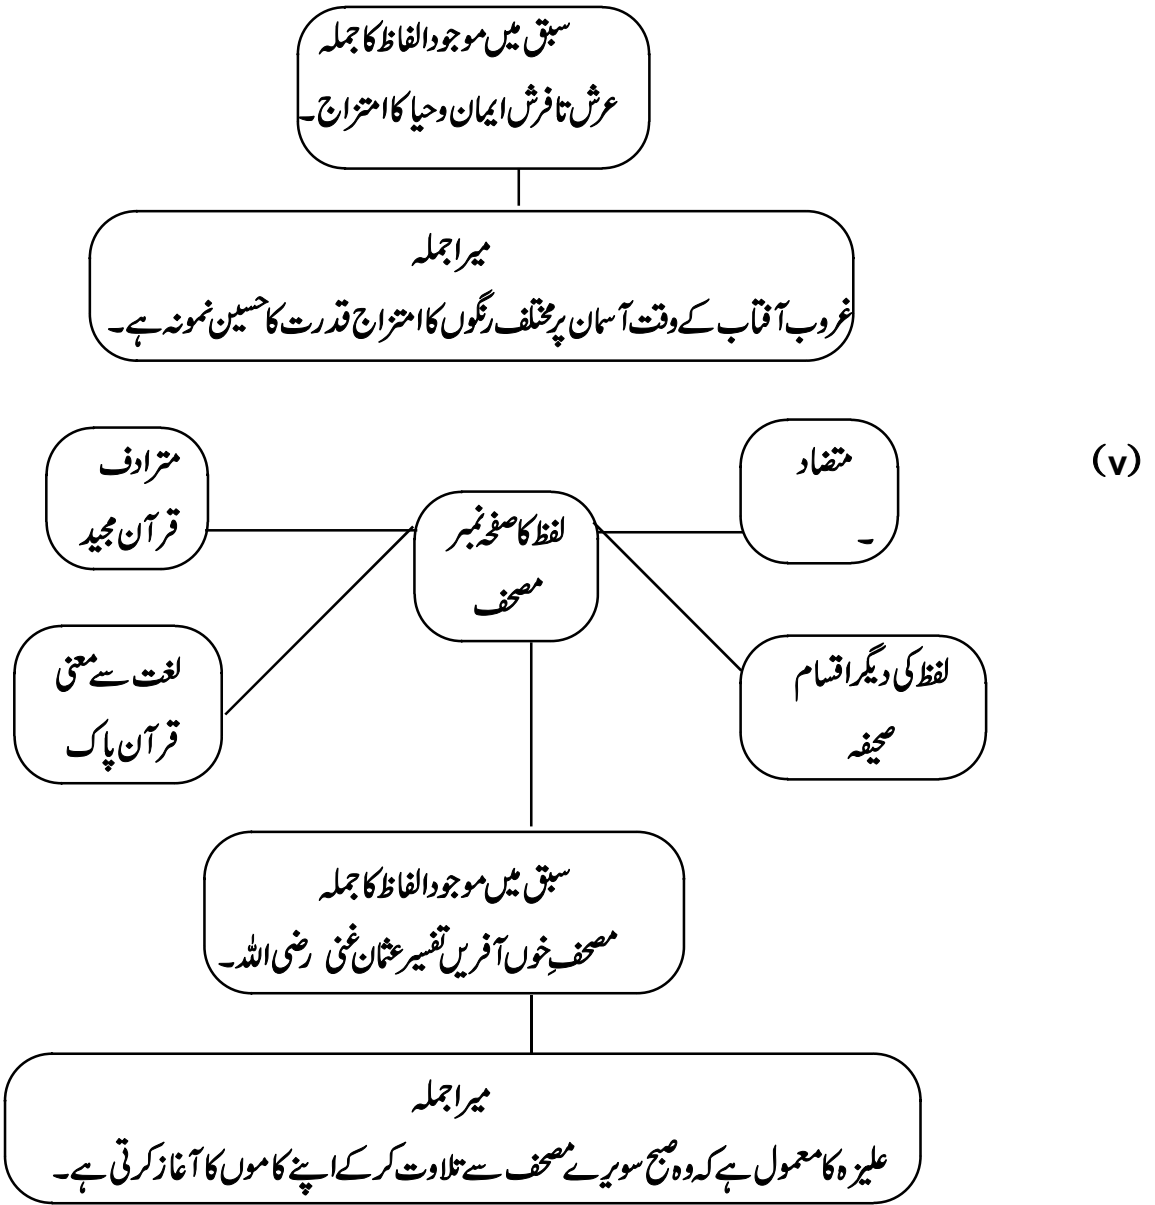 سبق میں موجود الفاظ کا جملہ
عرش تا فرش ایمان و حیا کا امتزاج۔
میرا جملہ
غروب آفتاب کے وقت آسمان پر مختلف رنگوں کا امتزاج قدرت کا حسین نمونہ ہے۔
(v)
متضاد
۔
لفظ کا صفحہ نمبر
مصحف
مترادف
قرآن مجید
لفظ کی دیگر اقسام
صحیفہ
لغت سے معنی
قرآن پاک
سبق میں موجود الفاظ کا جملہ
مصحفِ خوں آفریں تفسیر عثمان غنی رضی اللہ۔
میرا جملہ
علیزہ کا معمول ہے کہ وہ صبح سویرے مصحف سے تلاوت کر کے اپنے کاموں کا آغاز کرتی ہے۔